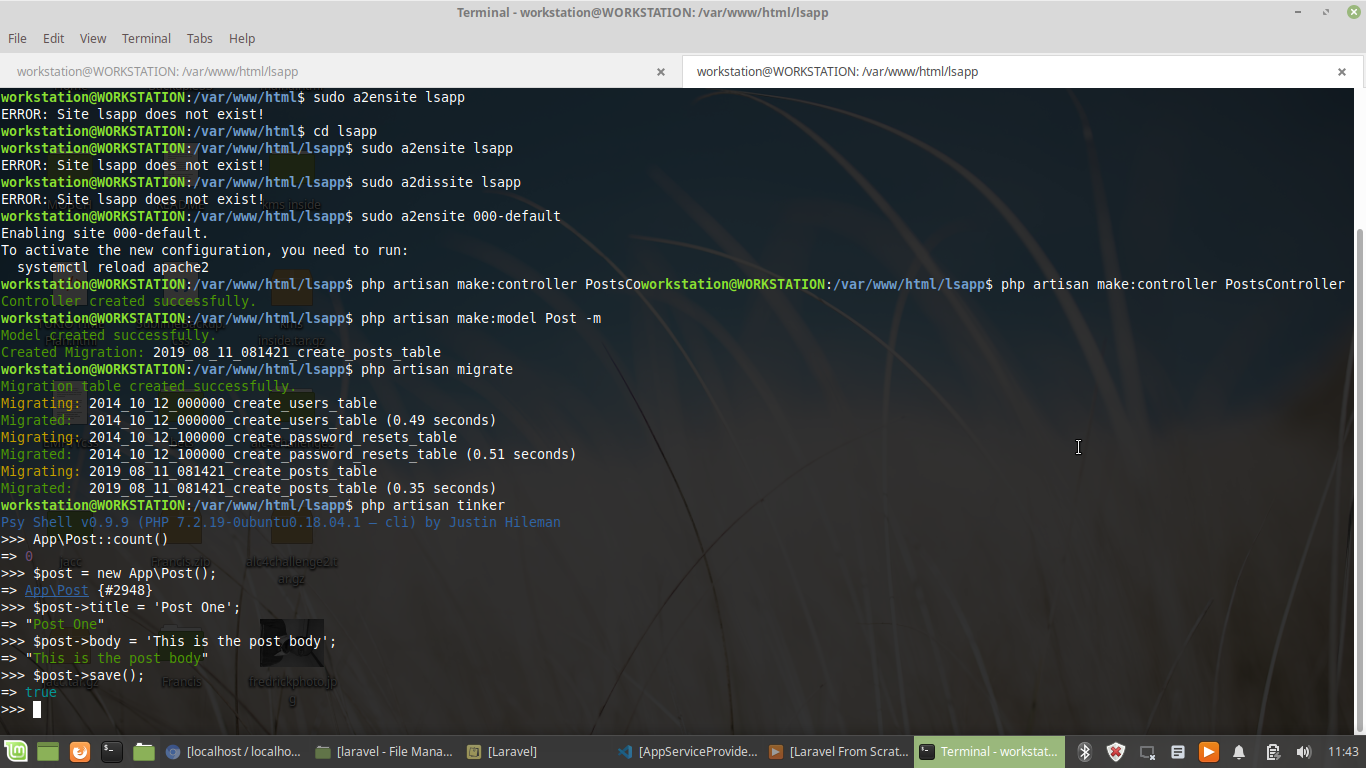 Terminal - workstation@WORKSTATION: /var/www/html/lsapp
File Edit View Terminal Tabs Help
workstation@WORKSTATION: /var/www/html/lsapp
workstation@WORKSTATION: /var/www/html/lsapp
workstation@WORKSTATION:/var/www/html$ sudo a2ensite lsapp
ERROR: Site lsapp does not exist!
workstation@WORKSTATION:/var/www/html$ cd lsapp
workstation@WORKSTATION:/var/www/html/lsapp$ sudo a2ensite lsapp
ERROR: Site lsapp does not exist!
workstation@WORKSTATION:/var/www/html/lsapp$ sudo a2dissite lsapp
ERROR: Site lsapp does not exist!
workstation@WORKSTATION:/var/www/html/lsapp$ sudo a2ensite 000-default
Enabling site 000-default.
To activate the new configuration, you need to run:
  systemctl reload apache2
workstation@WORKSTATION:/var/www/html/lsapp$ php artisan make:controller PostsCoworkstation@WORKSTATION:/var/www/html/lsapp$ php artisan make:controller PostsController
Controller created successfully.
workstation@WORKSTATION:/var/www/html/lsapp$ php artisan make:model Post -m
Model created successfully.
Created Migration: 2019_08_11_081421_create_posts_table
workstation@WORKSTATION:/var/www/html/lsapp$ php artisan migrate
Migration table created successfully.
Migrating: 2014_10_12_000000_create_users_table
Migrated:  2014_10_12_000000_create_users_table (0.49 seconds)
Migrating: 2014_10_12_100000_create_password_resets_table
Migrated:  2014_10_12_100000_create_password_resets_table (0.51 seconds)
Migrating: 2019_08_11_081421_create_posts_table
Migrated:  2019_08_11_081421_create_posts_table (0.35 seconds)
workstation@WORKSTATION:/var/www/html/lsapp$ php artisan tinker
Psy Shell v0.9.9 (PHP 7.2.19-0ubuntu0.18.04.1 — cli) by Justin Hileman
>>> App\Post::count()
=> 0
>>> $post = new App\Post();
=> App\Post {#2948}
>>> $post->title = 'Post One';
=> "Post One"
>>> $post->body = 'This is the post body';
=> "This is the post body"
>>> $post->save();
=> true
>>>
Francis.zip
alc4challenge2.t
ar.gz
Francis
fredrickphoto.jp
g
[localhost / localho... [laravel - File Mana... [Laravel] [AppServiceProvide... [Laravel From Scrat... Terminal - workstat... 11:43